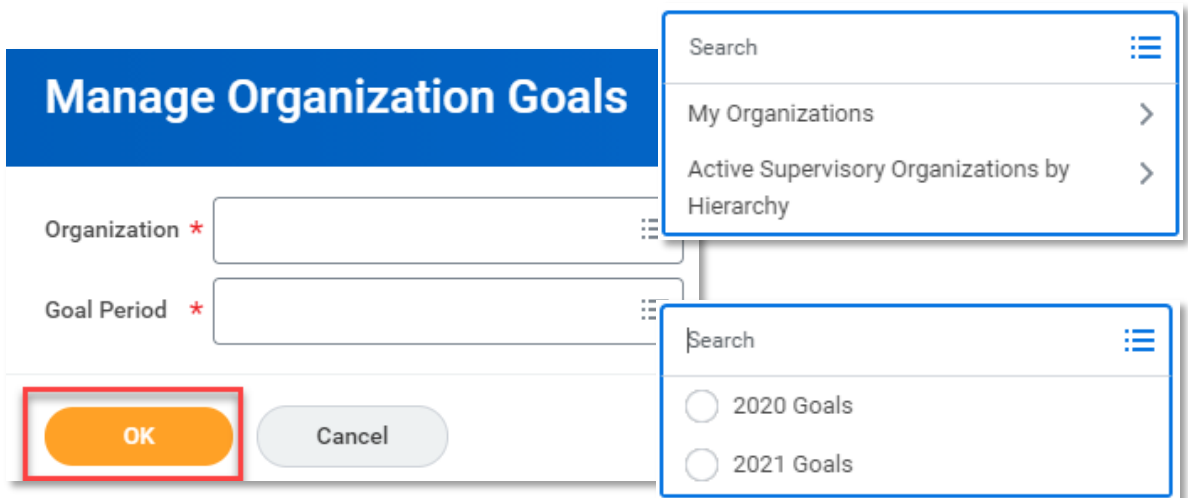 Manage Organization Goals
Organization *
Goal Period *
OK
Cancel
Search
My Organizations
Active Supervisory Organizations by
Hierarchy
Search
2020 Goals
2021 Goals